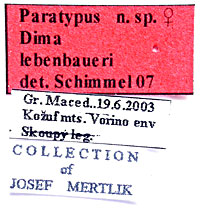 Paratypus n. sp. ♀
Dima
lebenbaueri
det. Schimmel 07
Gr. Maced..19.6.2003
Kožuf mts. Vorino env
Skoupý leg.
COLLECTION
of
JOSEF MERTLIK